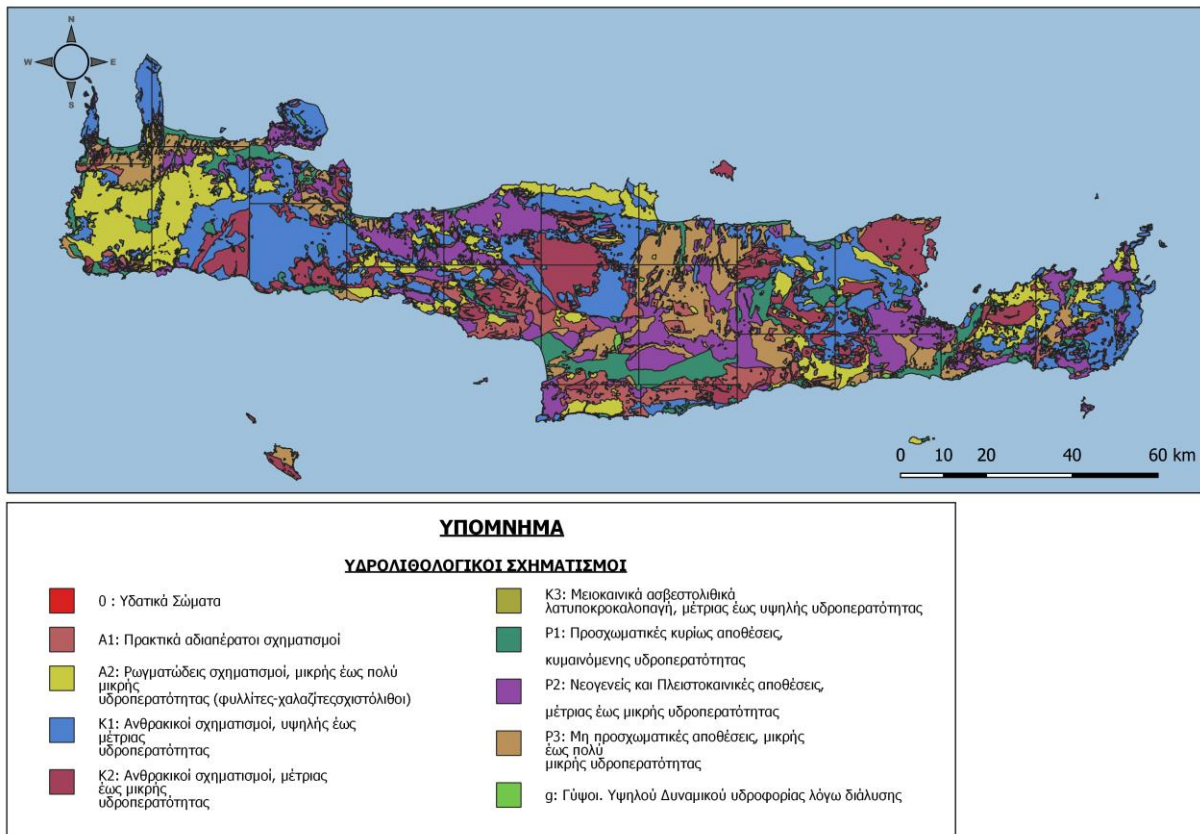 N
W
E
S
0 10 20 40 60 km
ΥΠΟΜΝΗΜΑ
ΥΔΡΟΛΙΘΟΛΟΓΙΚΟΙ ΣΧΗΜΑΤΙΣΜΟΙ
0 : Υδατικά Σώματα
A1: Πρακτικά αδιαπέρατοι σχηματισμοί
A2: Ρωγματώδεις σχηματισμοί, μικρής έως πολύ
μικρής
υδροπερατότητας (φυλλίτες-χαλαζίτεςσχιστόλιθοι)
K1: Ανθρακικοί σχηματισμοί, υψηλής έως
μέτριας
υδροπερατότητας
K2: Ανθρακικοί σχηματισμοί, μέτριας
έως μικρής
υδροπερατότητας
K3: Μειοκαινικά ασβεστολιθικά
λατυποκροκαλοπαγή, μέτριας έως υψηλής υδροπερατότητας
P1: Προσχωματικές κυρίως αποθέσεις,
κυμαινόμενης υδροπερατότητας
P2: Νεογενείς και Πλειστοκαινικές αποθέσεις,
μέτριας έως μικρής υδροπερατότητας
P3: Μη προσχωματικές αποθέσεις, μικρής
έως πολύ
μικρής υδροπερατότητας
g: Γύψοι. Υψηλού Δυναμικού υδροφορίας λόγω διάλυσης